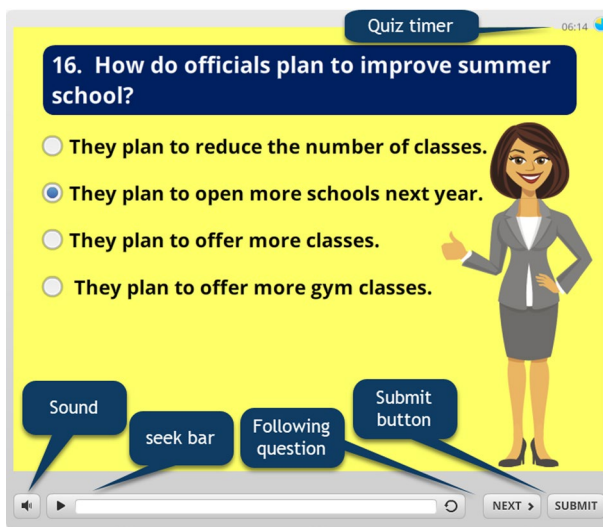 Quiz timer
06:14
16. How do officials plan to improve summer
school?
They plan to reduce the number of classes.
They plan to open more schools next year.
They plan to offer more classes.
They plan to offer more gym classes.
Sound
seek bar
Following
question
Submit
button
NEXT
SUBMIT